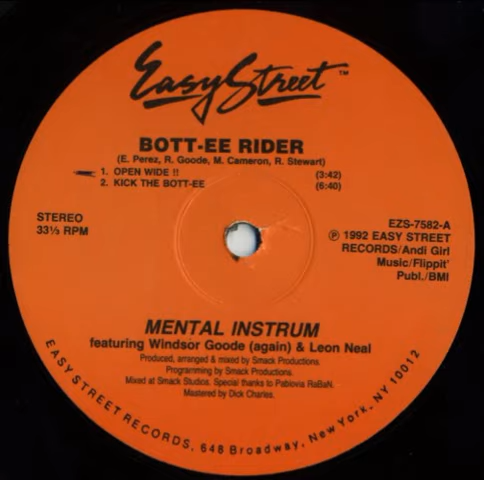 Easy Street ™
BOTT-EE RIDER
(E. Perez, R. Goode, M. Cameron, R. Stewart)
1. OPEN WIDE !! (3:42)
2. KICK THE BOTT-EE (6:40)
STEREO
33⅓ RPM
EZS-7582-A
℗ 1992 EASY STREET
RECORDS/Andi Girl
Music/Flippit'
Publ./BMI
MENTAL INSTRUM
featuring Windsor Goode (again) & Leon Neal
Produced, arranged & mixed by Smack Productions.
Programming by Smack Productions.
Mixed at Smack Studios. Special thanks to Pablovia RaBaN.
Mastered by Dick Charles.
EASY STREET RECORDS, 648 Broadway, New York, NY 10012